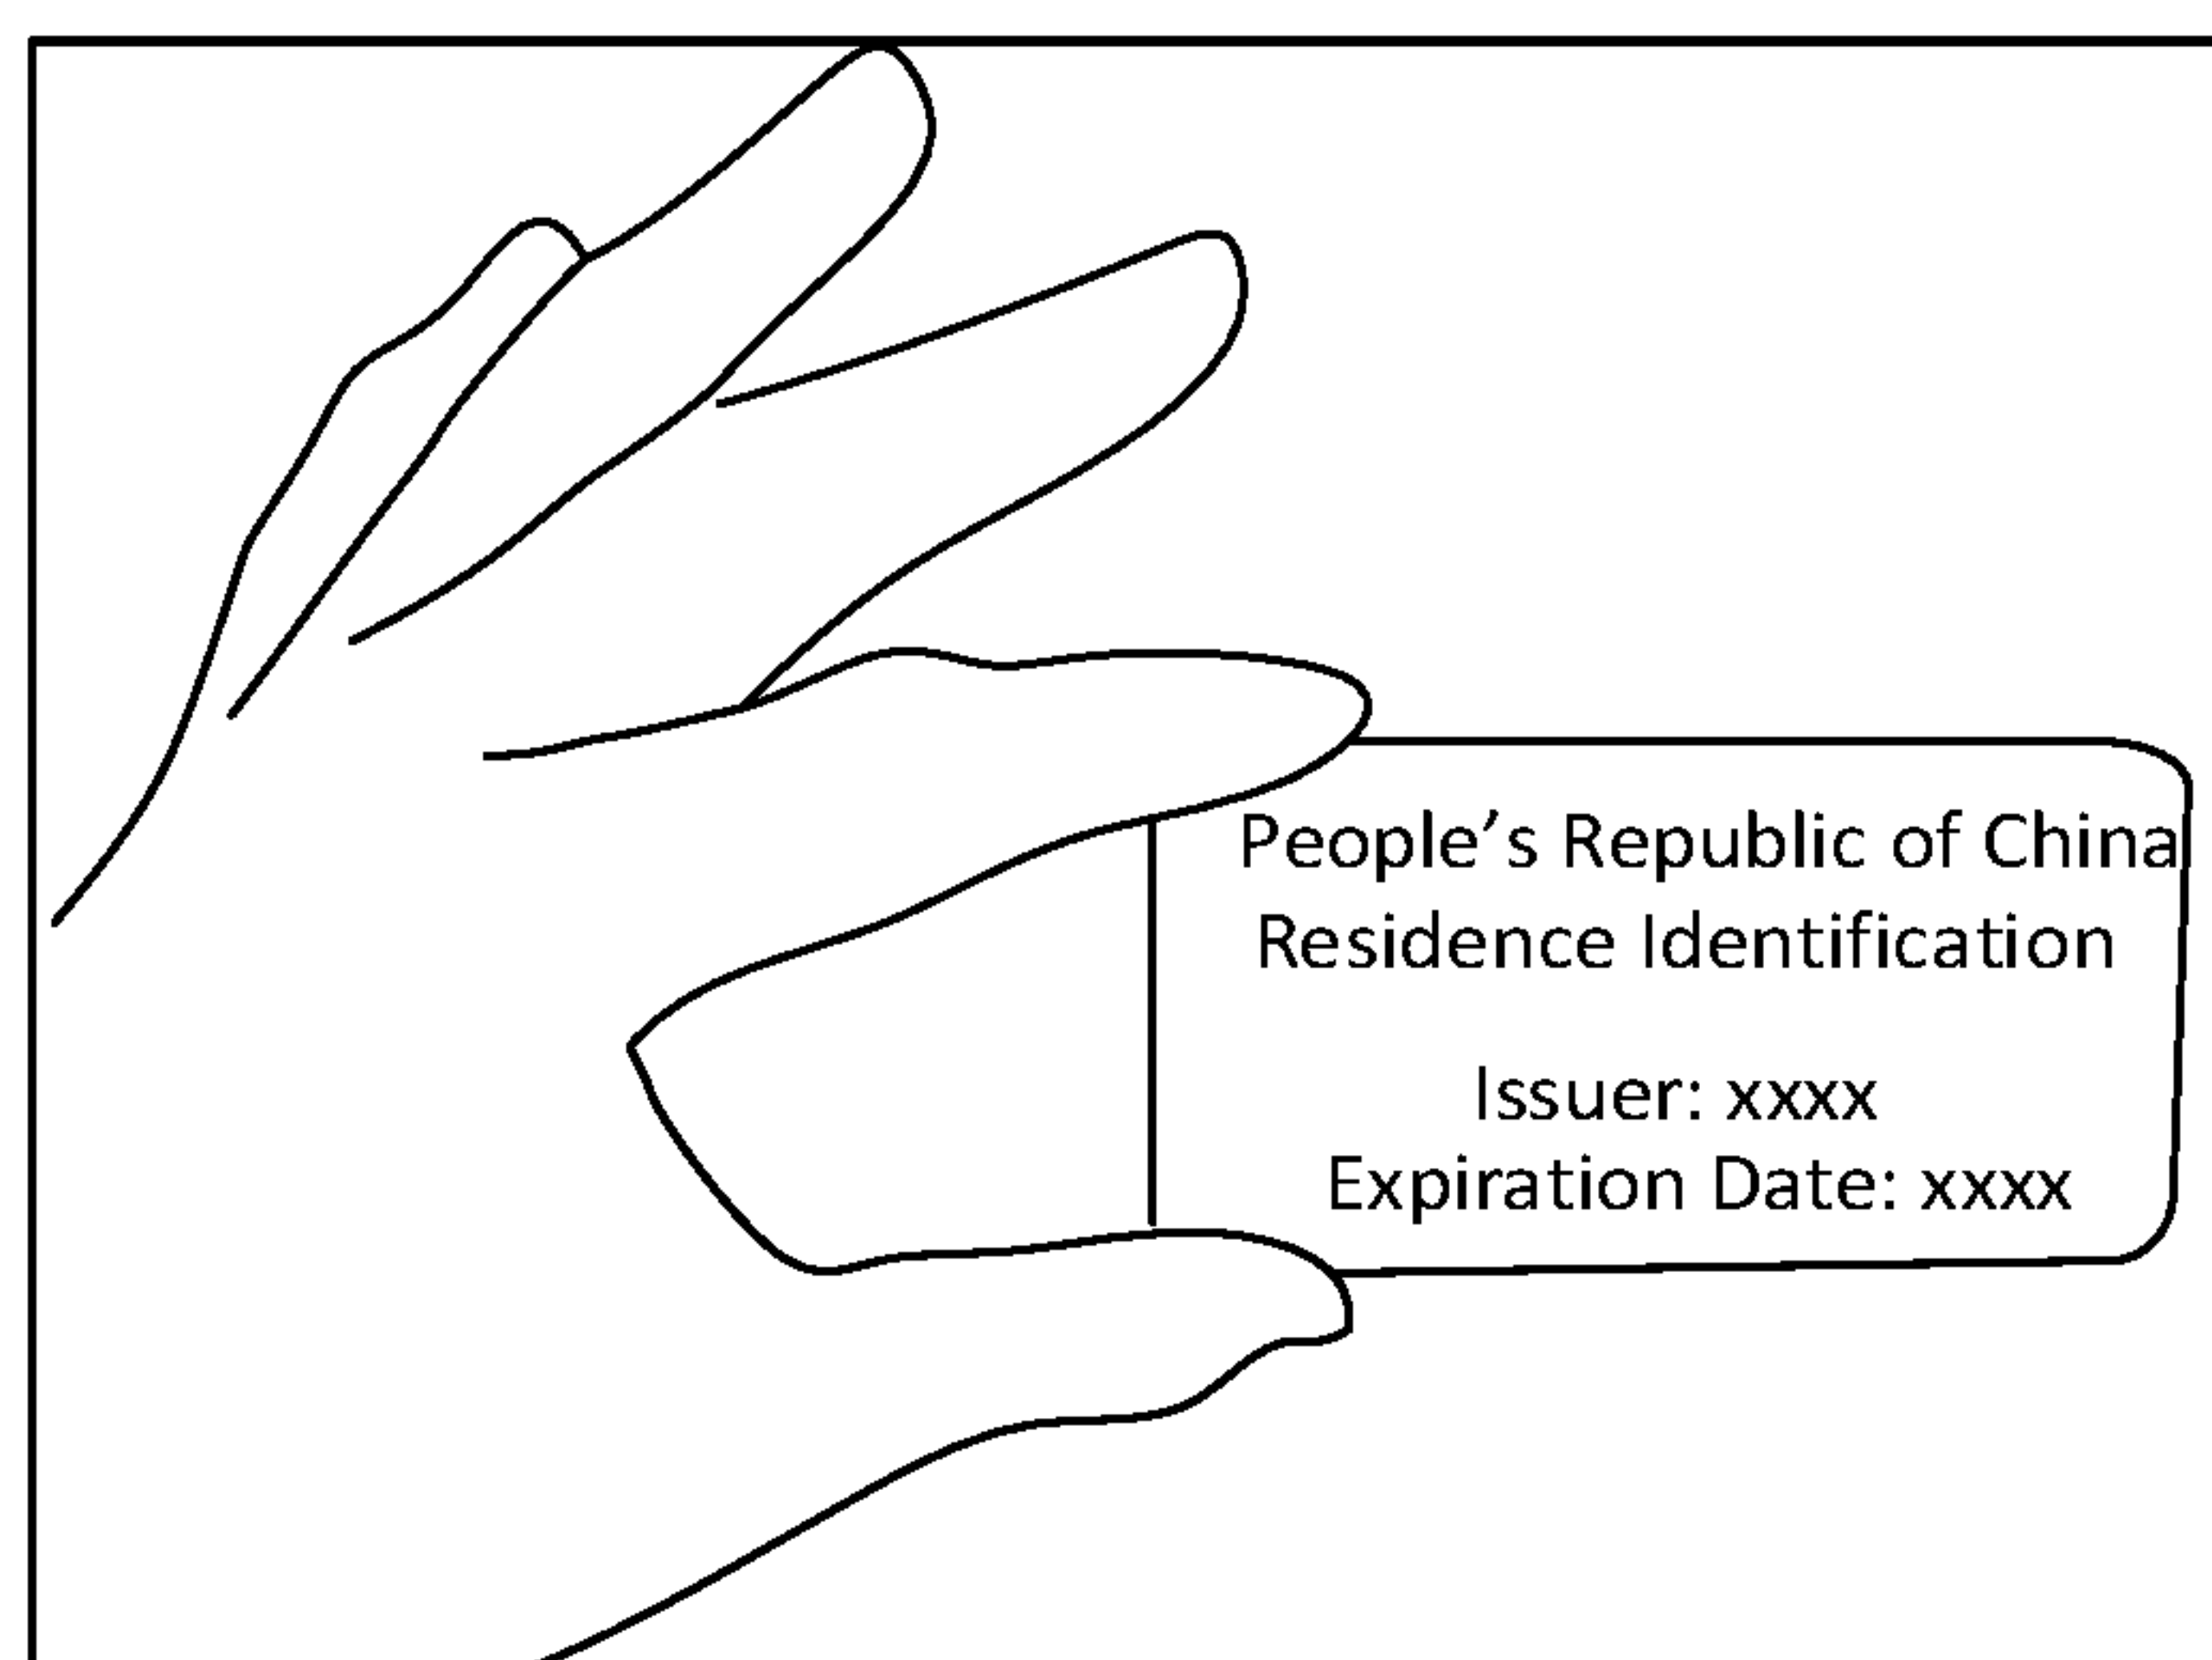 People’s Republic of China
Residence Identification
Issuer: xxxx
Expiration Date: xxxx